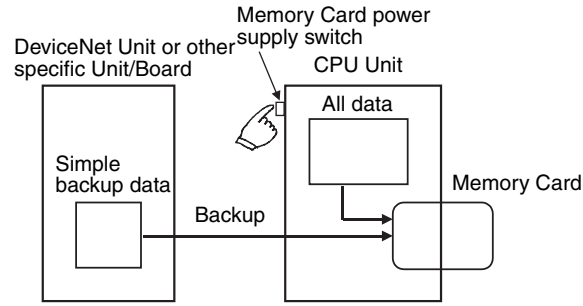 Memory Card power
supply switch
DeviceNet Unit or other
specific Unit/Board
CPU Unit
All data
Simple
backup data
Memory Card
Backup